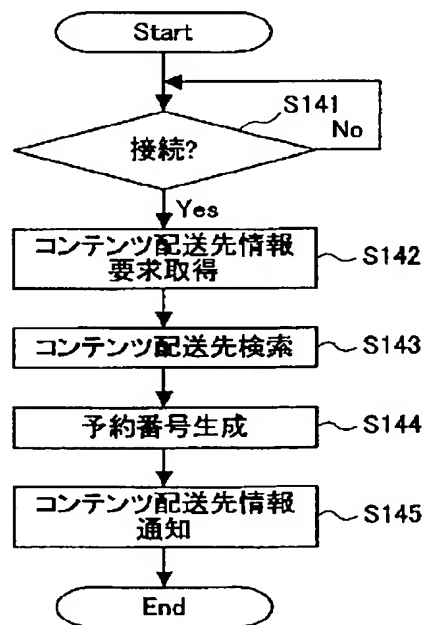 Start
S141
No
接続?
Yes
コンテンツ配送先情報
要求取得
S142
コンテンツ配送先検索
S143
予約番号生成
S144
コンテンツ配送先情報
通知
S145
End